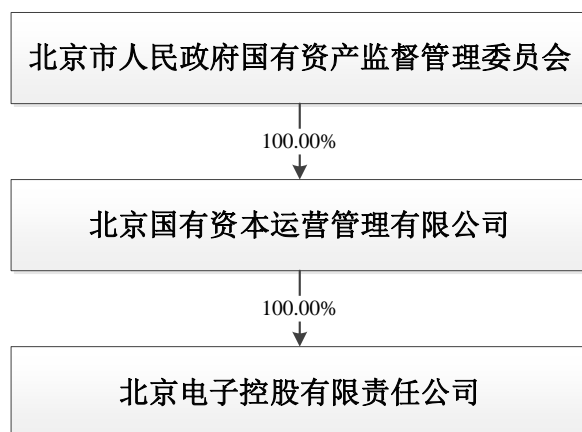 北京市人民政府国有资产监督管理委员会
100.00%
北京国有资本运营管理有限公司
100.00%
北京电子控股有限责任公司